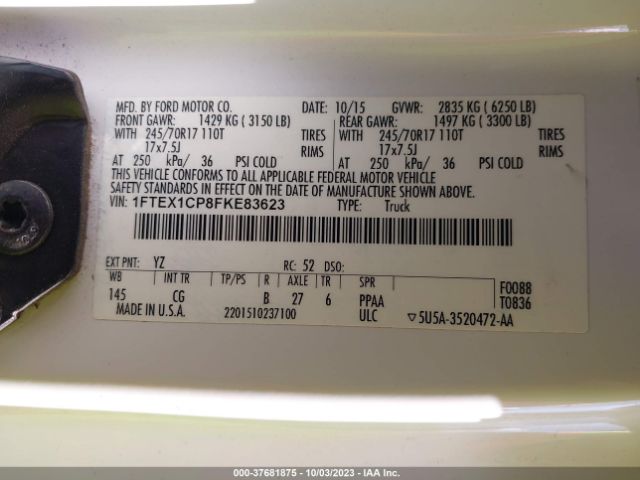 MFD. BY FORD MOTOR CO. DATE: 10/15 GVWR: 2835 KG ( 6250 LB)
FRONT GAWR: 1429 KG ( 3150 LB) REAR GAWR: 1497 KG ( 3300 LB)
WITH 245/70R17 110T TIRES WITH 245/70R17 110T TIRES
17x7.5J RIMS 17x7.5J RIMS
AT 250 kPa/ 36 PSI COLD AT 250 kPa/ 36 PSI COLD
THIS VEHICLE CONFORMS TO ALL APPLICABLE FEDERAL MOTOR VEHICLE
SAFETY STANDARDS IN EFFECT ON THE DATE OF MANUFACTURE SHOWN ABOVE.
VIN: 1FTEX1CP8FKE83623 TYPE: Truck
EXT PNT: YZ RC: 52 DSO:
WB INT TR TP/PS R AXLE TR SPR F0088
145 CG B 27 6 PPAA T0836
MADE IN U.S.A. 2201510237100 ULC ▽5U5A-3520472-AA
000-37681875 - 10/03/2023 - IAAI.COM